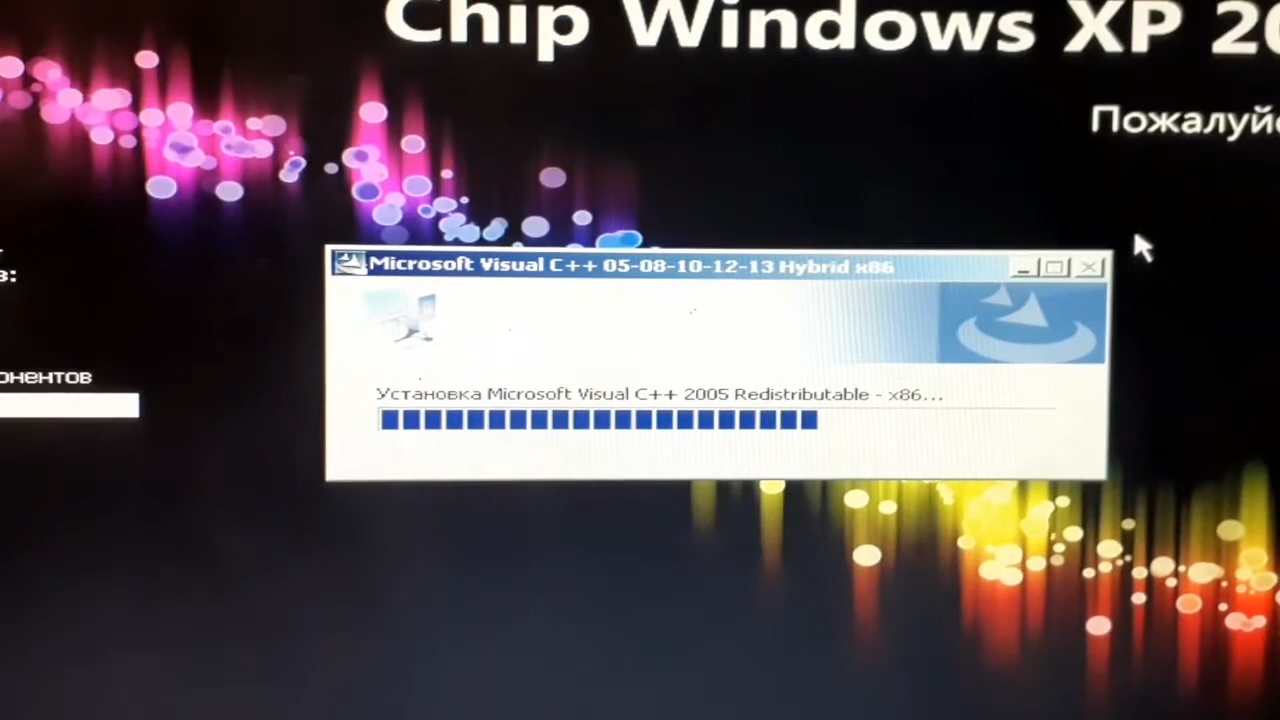 Chip Windows XP 20
Пожалуйс
в:
Microsoft Visual C++ 05-08-10-12-13 Hybrid x86
онентов
Установка Microsoft Visual C++ 2005 Redistributable - x86...